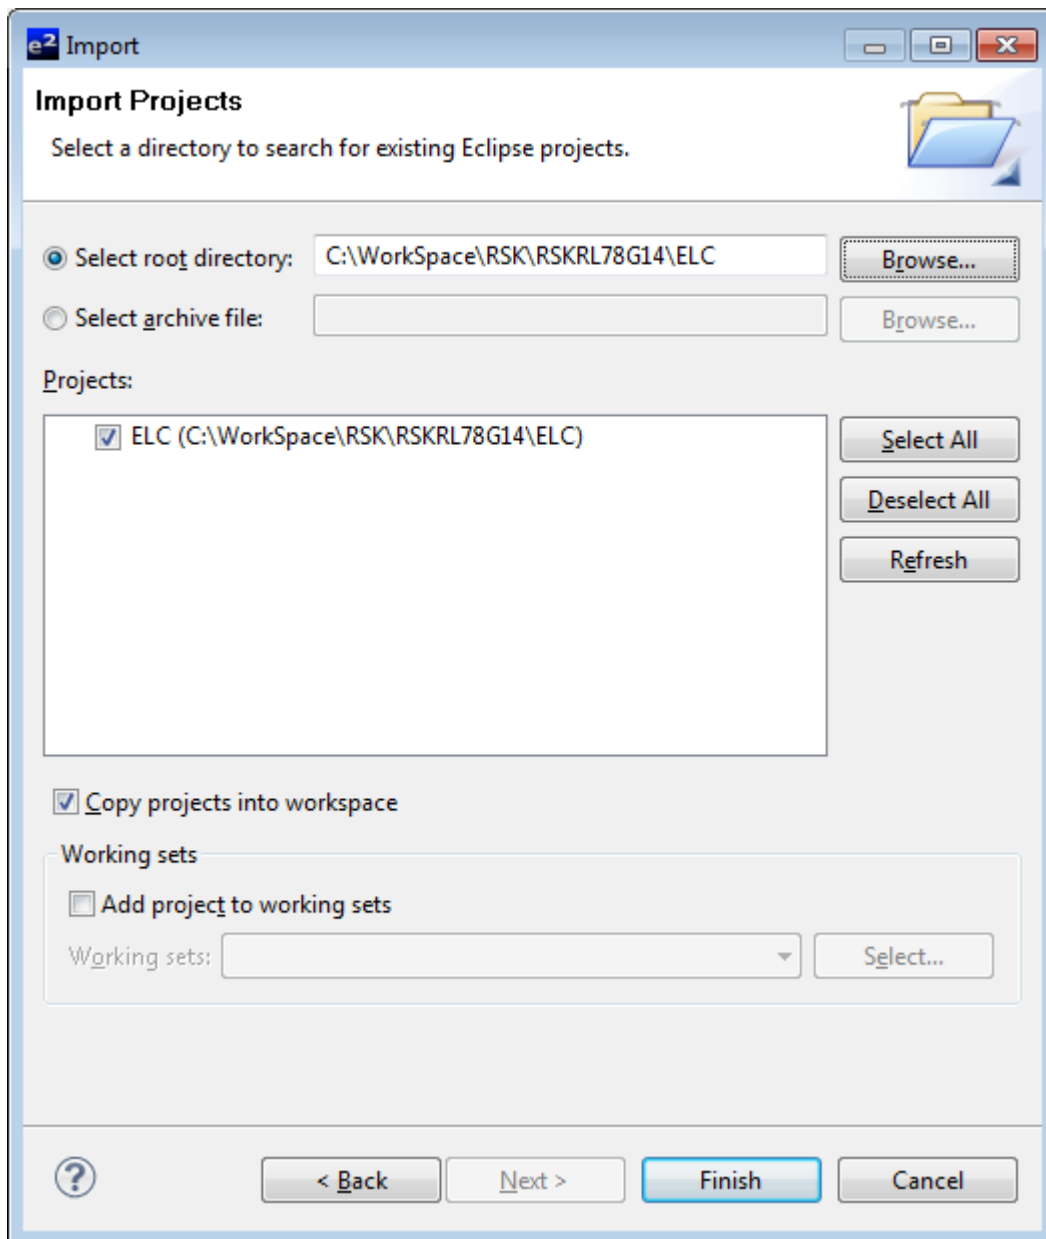 e² Import
Import Projects
Select a directory to search for existing Eclipse projects.
Select root directory: C:\WorkSpace\RSK\RSKRL78G14\ELC Browse...
Select archive file: Browse...
Projects:
ELC (C:\WorkSpace\RSK\RSKRL78G14\ELC)
Select All
Deselect All
Refresh
Copy projects into workspace
Working sets
Add project to working sets
Working sets: Select...
? < Back Next > Finish Cancel